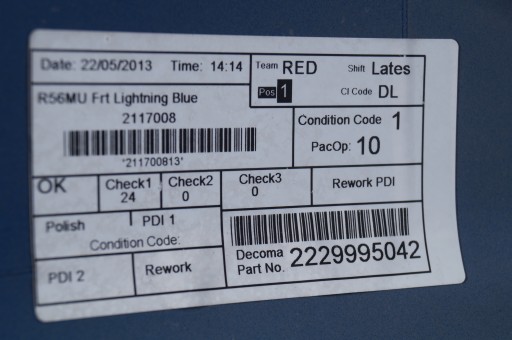 Date: 22/05/2013 Time: 14:14 Team RED Shift Lates
Pos 1 CI Code DL
R56MU Frt Lightning Blue
2117008
*211700813*
Condition Code 1
PacOp: 10
OK Check1 24 Check2 0 Check3 0 Rework PDI
Polish PDI 1
Condition Code:
PDI 2 Rework
Decoma Part No. 2229995042